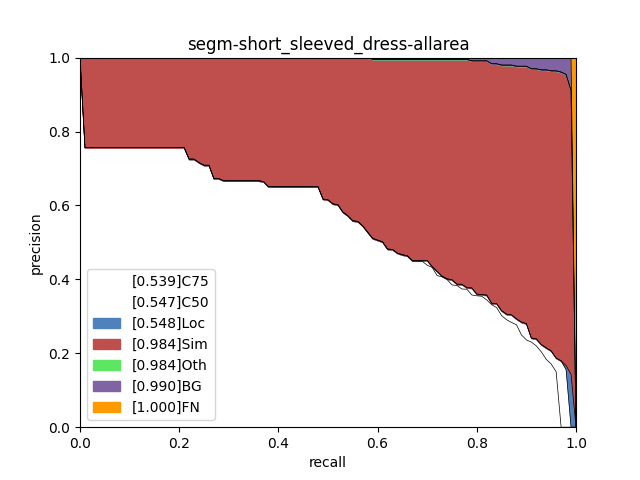 segm-short_sleeved_dress-allarea
1.0
0.8
0.6
0.4
0.2
0.0
precision
[0.539]C75
[0.547]C50
[0.548]Loc
[0.984]Sim
[0.984]Oth
[0.990]BG
[1.000]FN
0.0 0.2 0.4 0.6 0.8 1.0
recall